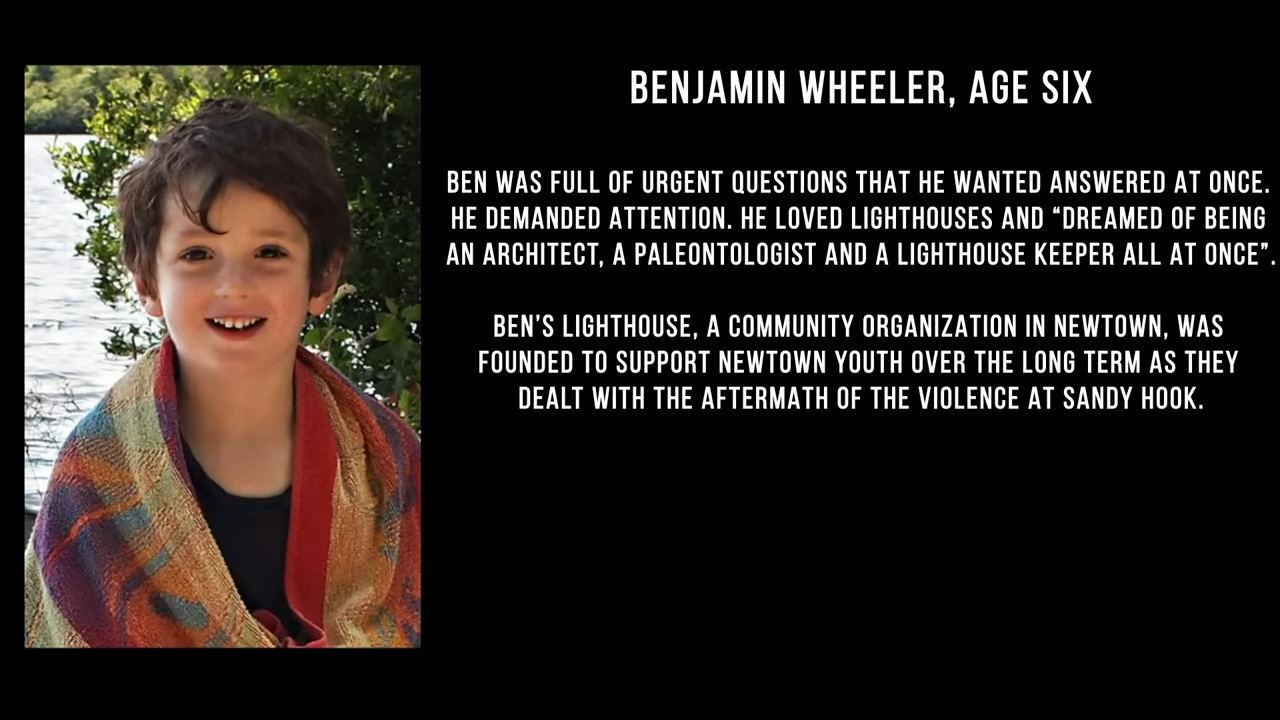 BENJAMIN WHEELER, AGE SIX
BEN WAS FULL OF URGENT QUESTIONS THAT HE WANTED ANSWERED AT ONCE.
HE DEMANDED ATTENTION. HE LOVED LIGHTHOUSES AND “DREAMED OF BEING
AN ARCHITECT, A PALEONTOLOGIST AND A LIGHTHOUSE KEEPER ALL AT ONCE”.
BEN’S LIGHTHOUSE, A COMMUNITY ORGANIZATION IN NEWTOWN, WAS
FOUNDED TO SUPPORT NEWTOWN YOUTH OVER THE LONG TERM AS THEY
DEALT WITH THE AFTERMATH OF THE VIOLENCE AT SANDY HOOK.